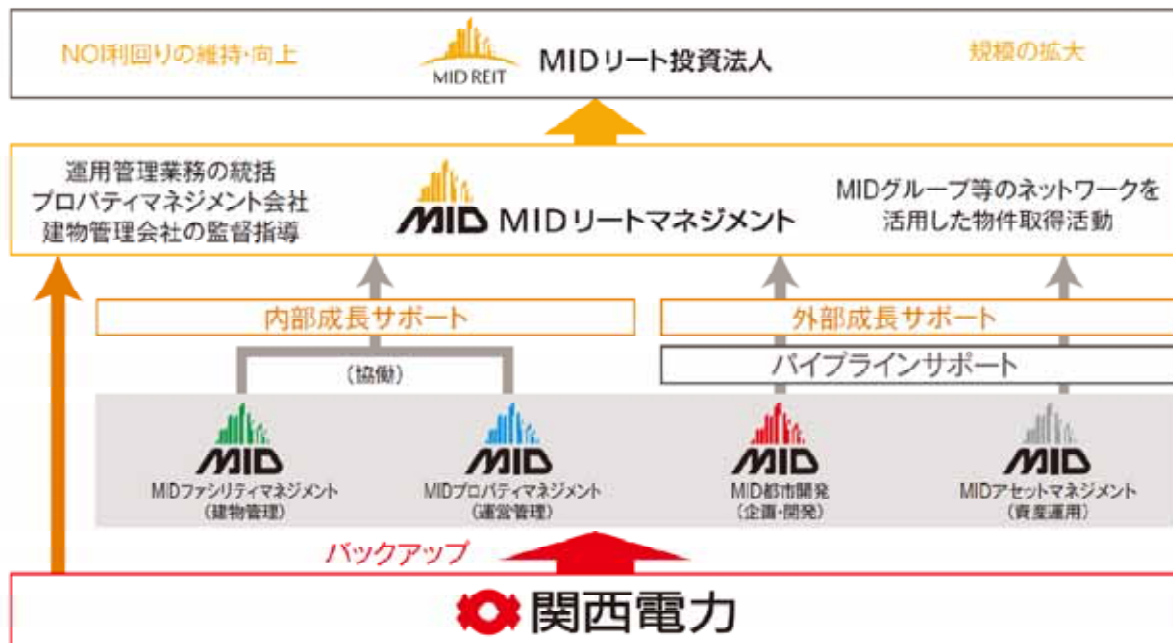 NOI利回りの維持・向上
MID REIT
MIDリート投資法人
規模の拡大
運用管理業務の統括
プロパティマネジメント会社
建物管理会社の監督指導
MID
MIDリートマネジメント
MIDグループ等のネットワークを
活用した物件取得活動
内部成長サポート
外部成長サポート
(協働)
パイプラインサポート
MID
MIDファシリティマネジメント
(建物管理)
MID
MIDプロパティマネジメント
(運営管理)
MID
MID都市開発
(企画・開発)
MID
MIDアセットマネジメント
(資産運用)
バックアップ
関西電力